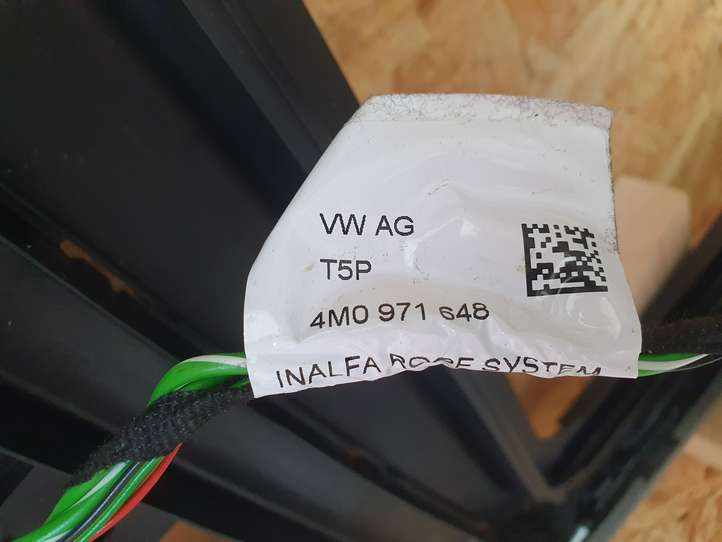 VW AG
T5P
4M0 971 648
INALFA ROOF SYSTEM